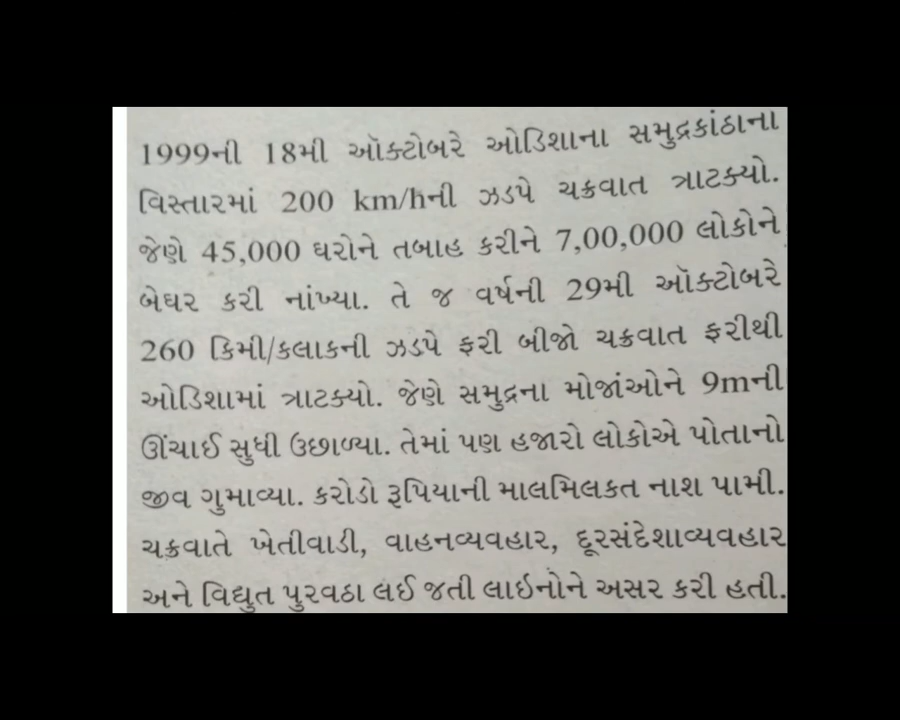 1999ની 18મી ઑક્ટોબરે ઓડિશાના સમુદ્રકાંઠાના
વિસ્તારમાં 200 km/hની ઝડપે ચક્રવાત ત્રાટક્યો.
જેણે 45,000 ઘરોને તબાહ કરીને 7,00,000 લોકોને
બેઘર કરી નાંખ્યા. તે જ વર્ષની 29મી ઑક્ટોબરે
260 કિમી/કલાકની ઝડપે ફરી બીજો ચક્રવાત ફરીથી
ઓડિશામાં ત્રાટક્યો. જેણે સમુદ્રના મોજાંઓને 9mની
ઊંચાઈ સુધી ઉછાળ્યા. તેમાં પણ હજારો લોકોએ પોતાનો
જીવ ગુમાવ્યા. કરોડો રૂપિયાની માલમિલકત નાશ પામી.
ચક્રવાતે ખેતીવાડી, વાહનવ્યવહાર, દૂરસંદેશાવ્યવહાર
અને વિદ્યુત પુરવઠા લઈ જતી લાઇનોને અસર કરી હતી.